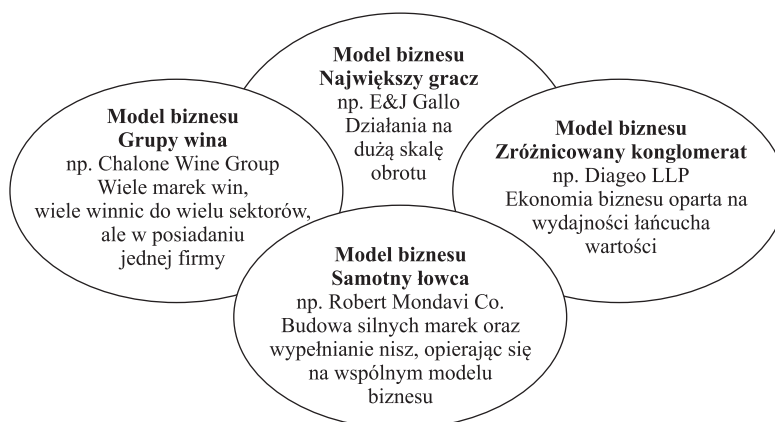 Model biznesu
Największy gracz
np. E&J Gallo
Działania na
dużą skalę
obrotu
Model biznesu
Grupy wina
np. Chalone Wine Group
Wiele marek win,
wiele winnic do wielu sektorów,
ale w posiadaniu
jednej firmy
Model biznesu
Zróżnicowany konglomerat
np. Diageo LLP
Ekonomia biznesu oparta na
wydajności łańcucha
wartości
Model biznesu
Samotny łowca
np. Robert Mondavi Co.
Budowa silnych marek oraz
wypełnianie nisz, opierając się
na wspólnym modelu
biznesu